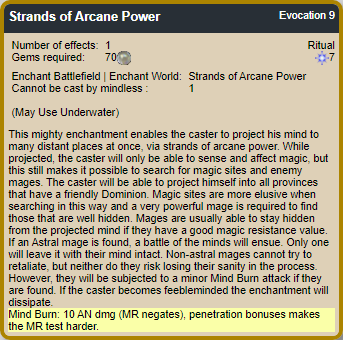 Strands of Arcane Power Evocation 9
Number of effects: 1 Ritual
Gems required: 70 7
Enchant Battlefield | Enchant World: Strands of Arcane Power
Cannot be cast by mindless : 1
(May Use Underwater)
This mighty enchantment enables the caster to project his mind to
many distant places at once, via strands of arcane power. While
projected, the caster will only be able to sense and affect magic, but
this still makes it possible to search for magic sites and enemy
mages. The caster will be able to project himself into all provinces
that have a friendly Dominion. Magic sites are more elusive when
searching in this way and a very powerful mage is required to find
those that are well hidden. Mages are usually able to stay hidden
from the projected mind if they have a good magic resistance value.
If an Astral mage is found, a battle of the minds will ensue. Only one
will leave it with their mind intact. Non-astral mages cannot try to
retaliate, but neither do they risk losing their sanity in the process.
However, they will be subjected to a minor Mind Burn attack if they
are found. If the caster becomes feebleminded the enchantment will
dissipate.
Mind Burn: 10 AN dmg (MR negates), penetration bonuses makes
the MR test harder.